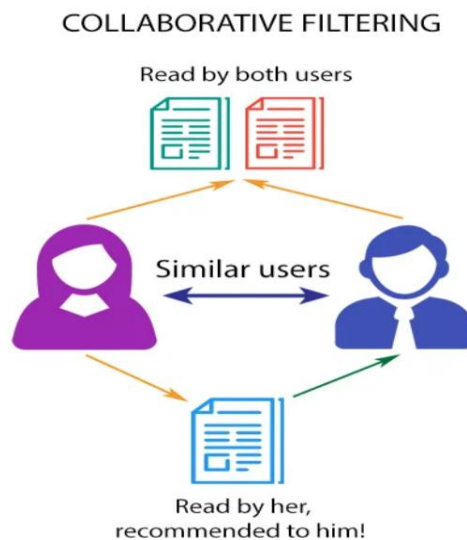 COLLABORATIVE FILTERING
Read by both users
Similar users
Read by her,
recommended to him!